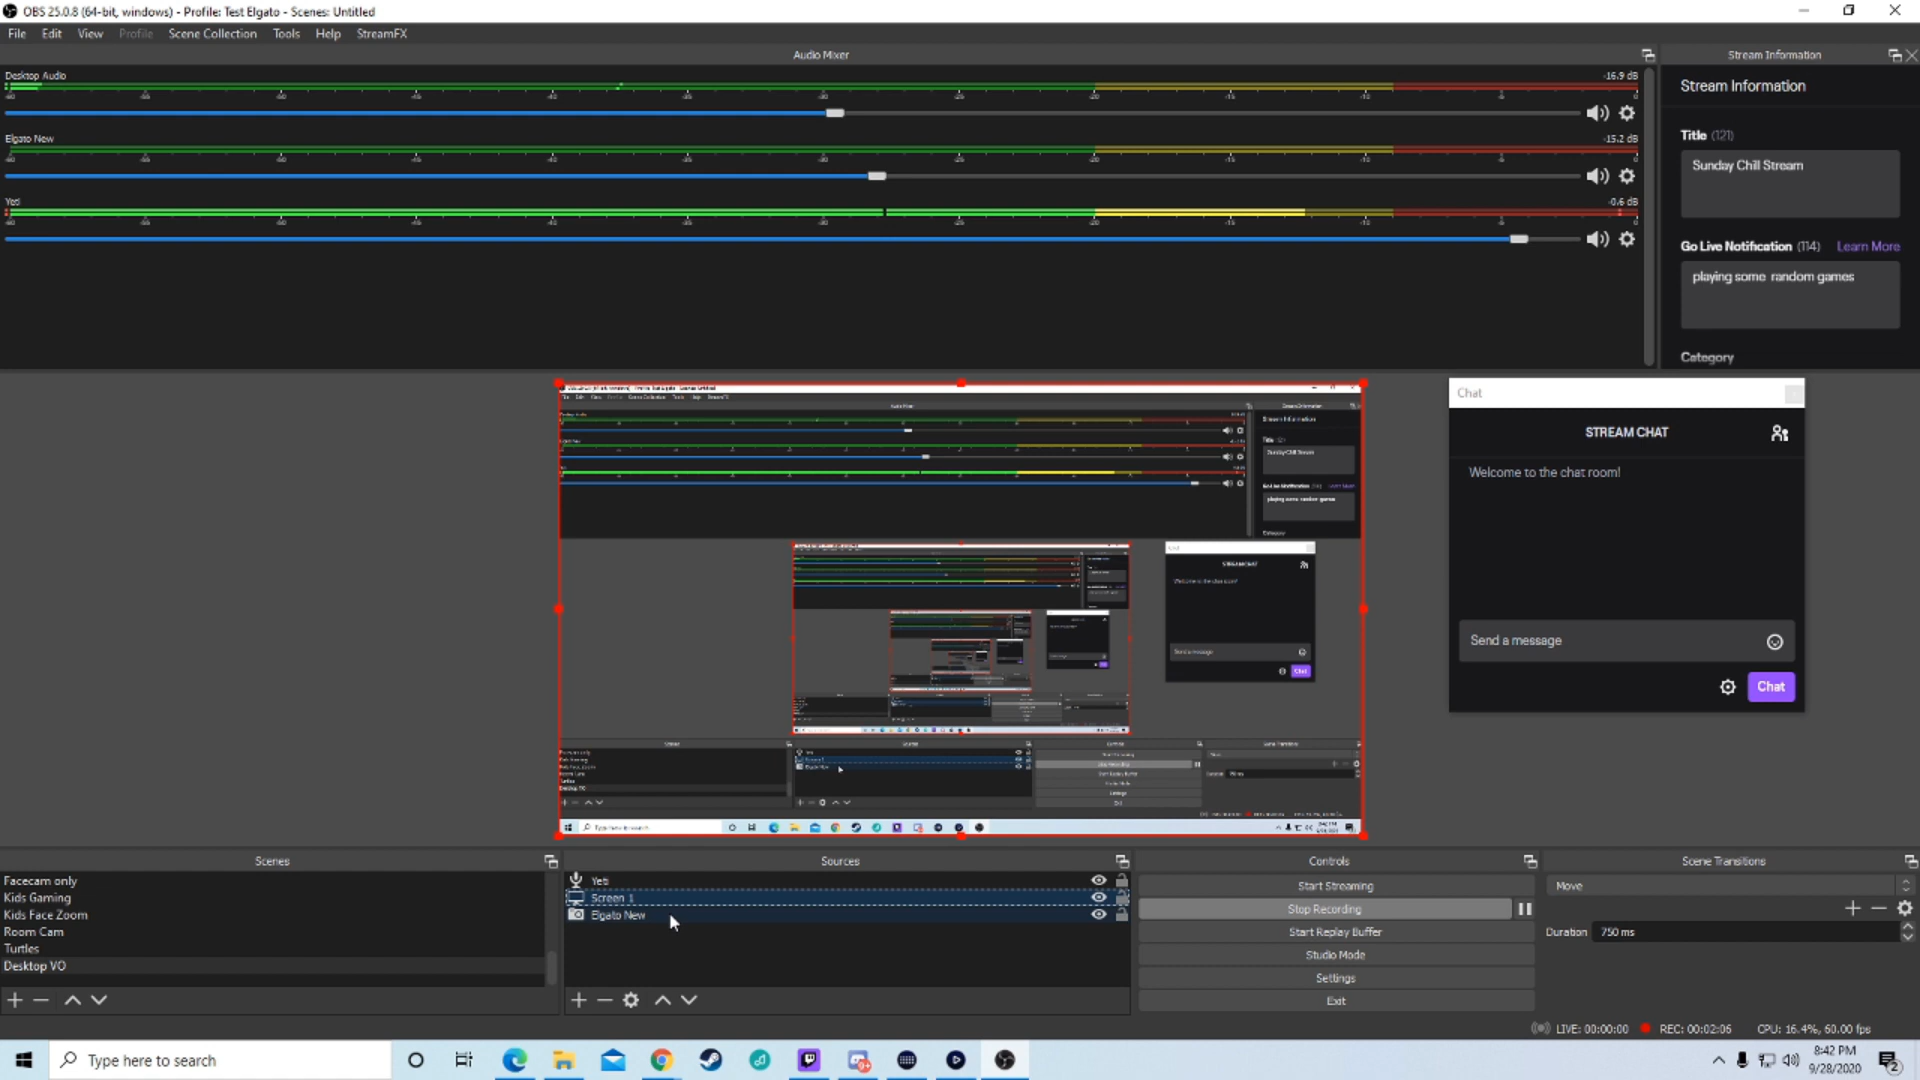 OBS 25.0.8 (64-bit, windows) - Profile: Test Elgato - Scenes: Untitled
File Edit View Profile Scene Collection Tools Help StreamFX
Audio Mixer
Stream Information
Desktop Audio
-16.9 dB
Elgato New
-15.2 dB
Yeti
-0.6 dB
Stream Information
Title (121)
Sunday Chill Stream
Go Live Notification (114) Learn More
playing some random games
Category
Chat
STREAM CHAT
Welcome to the chat room!
Send a message
Chat
Scenes
Facecam only
Kids Gaming
Kids Face Zoom
Room Cam
Turtles
Desktop VO
Sources
Yeti
Screen 1
Elgato New
Controls
Start Streaming
Stop Recording
Start Replay Buffer
Studio Mode
Settings
Exit
Scene Transitions
Move
Duration 750 ms
LIVE: 00:00:00 REC: 00:02:06 CPU: 16.4%, 60.00 fps
Type here to search
8:42 PM
9/28/2020
2